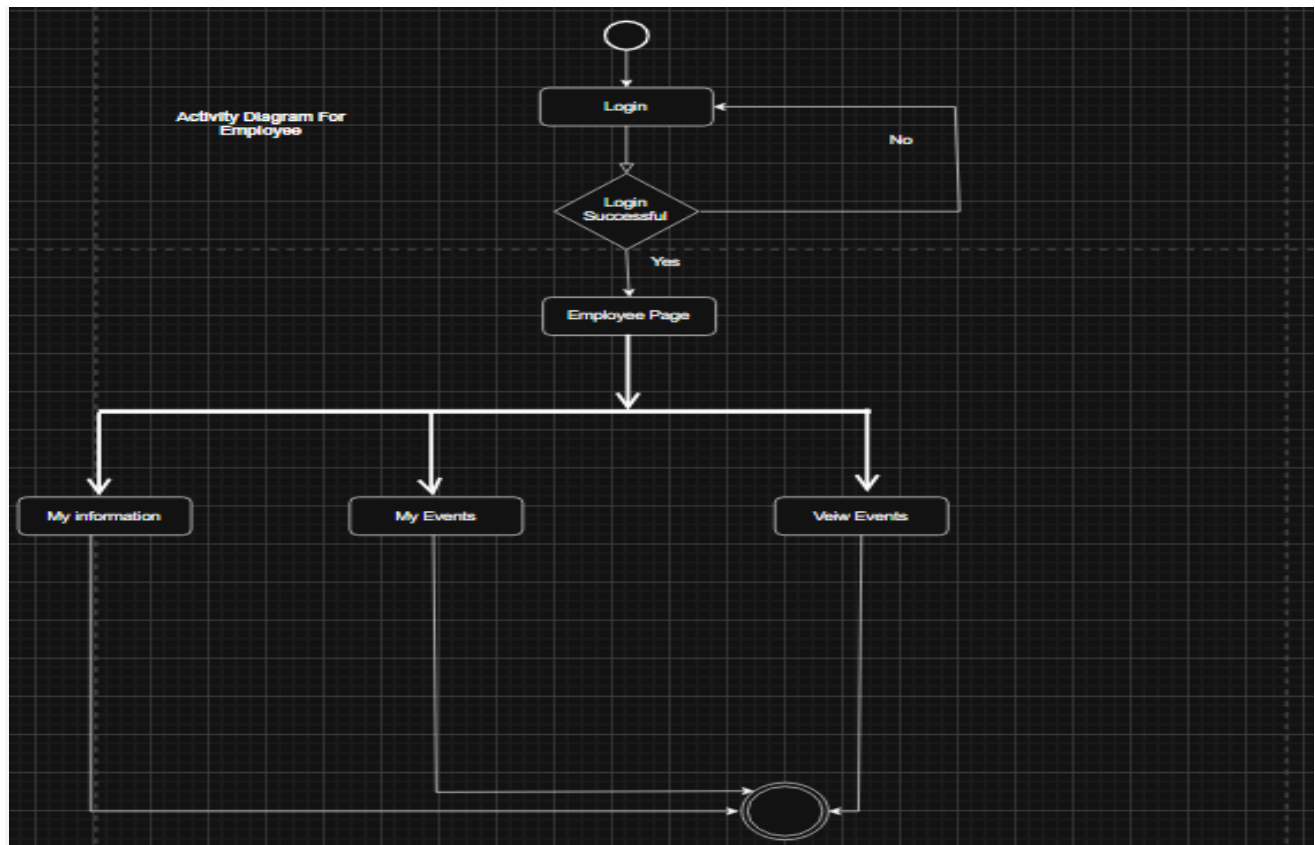 Activity Diagram For
Employee
Login
No
Login
Successful
Yes
Employee Page
My information
My Events
Veiw Events